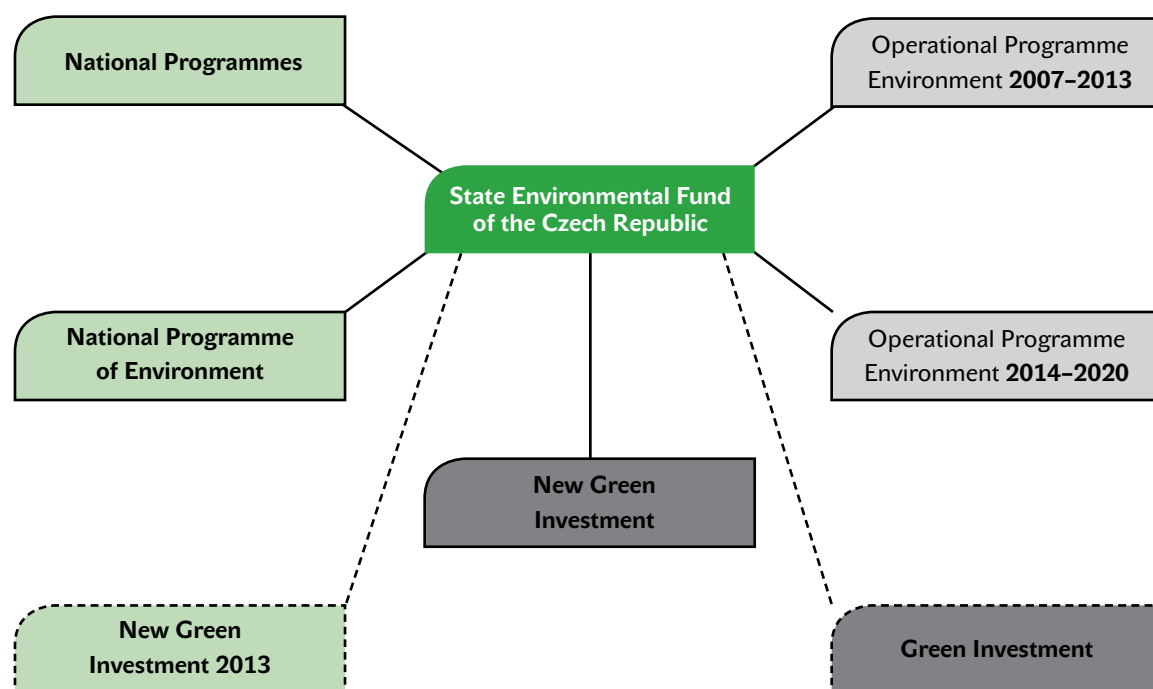 National Programmes
Operational Programme
Environment 2007–2013
State Environmental Fund
of the Czech Republic
National Programme
of Environment
Operational Programme
Environment 2014–2020
New Green
Investment
New Green
Investment 2013
Green Investment